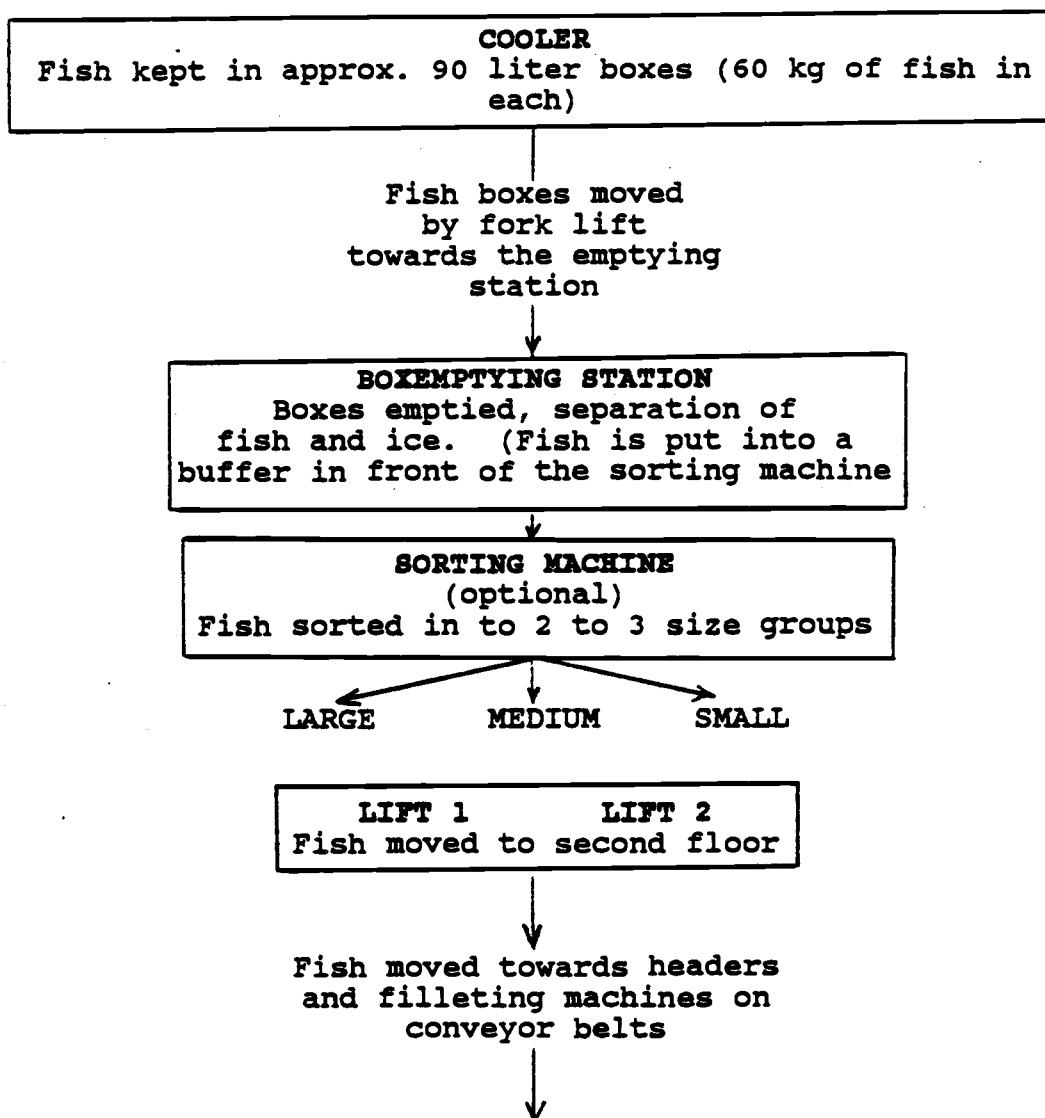 COOLER
Fish kept in approx. 90 liter boxes (60 kg of fish in
each)
Fish boxes moved
by fork lift
towards the emptying
station
BOXEMPTYING STATION
Boxes emptied, separation of
fish and ice. (Fish is put into a
buffer in front of the sorting machine
SORTING MACHINE
(optional)
Fish sorted in to 2 to 3 size groups
LARGE MEDIUM SMALL
LIFT 1 LIFT 2
Fish moved to second floor
Fish moved towards headers
and filleting machines on
conveyor belts